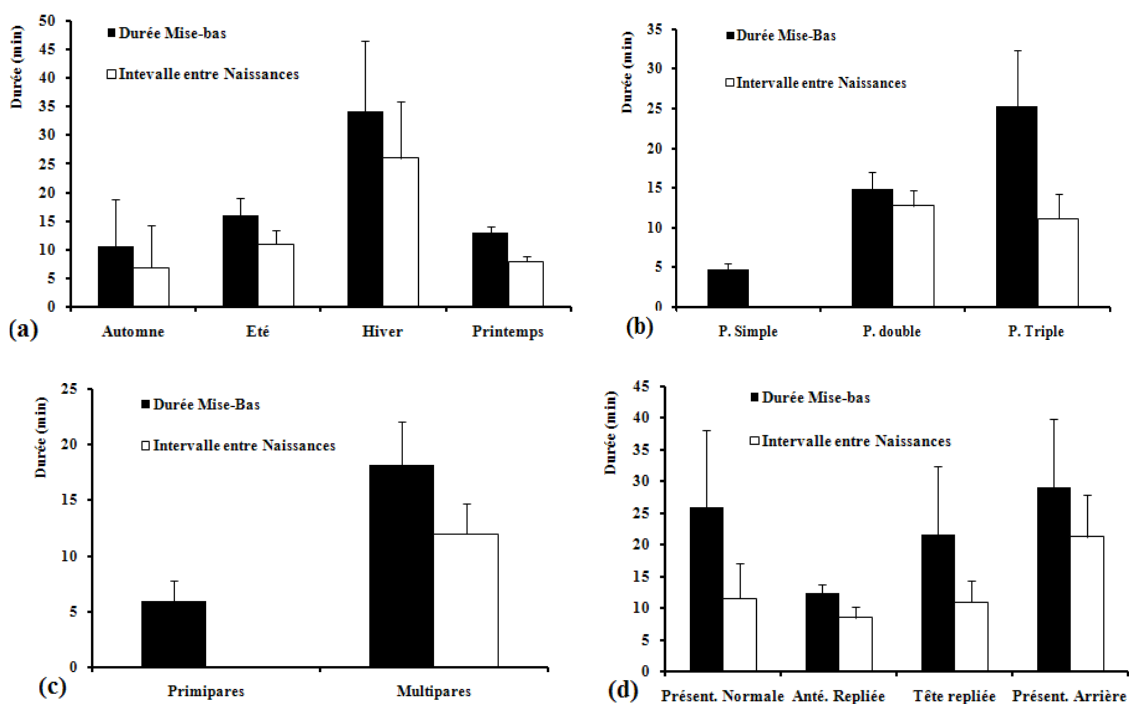 Durée (min)
50
45
40
35
30
25
20
15
10
5
0
Durée Mise-bas
Intevalle entre Naissances
Automne Eté Hiver Printemps
(a)
Durée (min)
35
30
25
20
15
10
5
0
Durée Mise-Bas
Intervalle entre Naissances
P. Simple P. double P. Triple
(b)
Durée (min)
25
20
15
10
5
0
Durée Mise-Bas
Intervalle entre Naissances
Primipares Multipares
(c)
Durée (min)
45
40
35
30
25
20
15
10
5
0
Durée Mise-bas
Intervalle entre Naissances
Présent. Normale Anté. Repliée Tête repliée Présent. Arrière
(d)